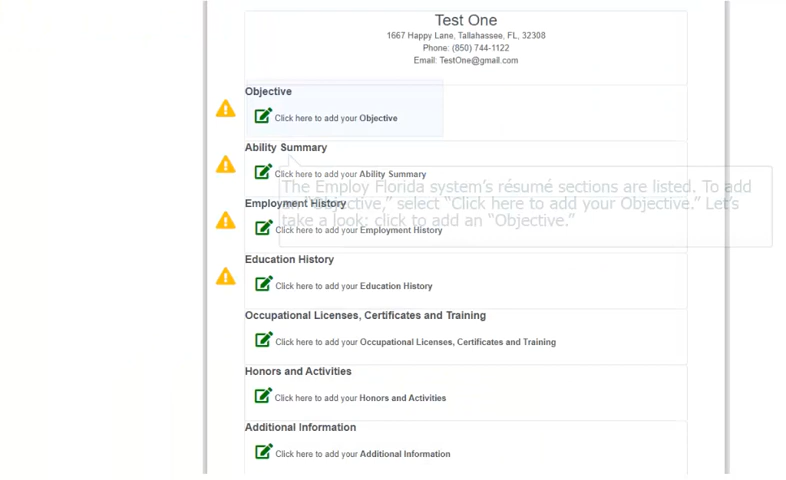 Test One
1667 Happy Lane, Tallahassee, FL, 32308
Phone: (850) 744-1122
Email: TestOne@gmail.com
Objective
Click here to add your Objective
Ability Summary
Click here to add your Ability Summary
The Employ Florida system's résumé sections are listed. To add
an "Objective," select "Click here to add your Objective." Let's
take a look: click to add an "Objective."
Employment History
Click here to add your Employment History
Education History
Click here to add your Education History
Occupational Licenses, Certificates and Training
Click here to add your Occupational Licenses, Certificates and Training
Honors and Activities
Click here to add your Honors and Activities
Additional Information
Click here to add your Additional Information